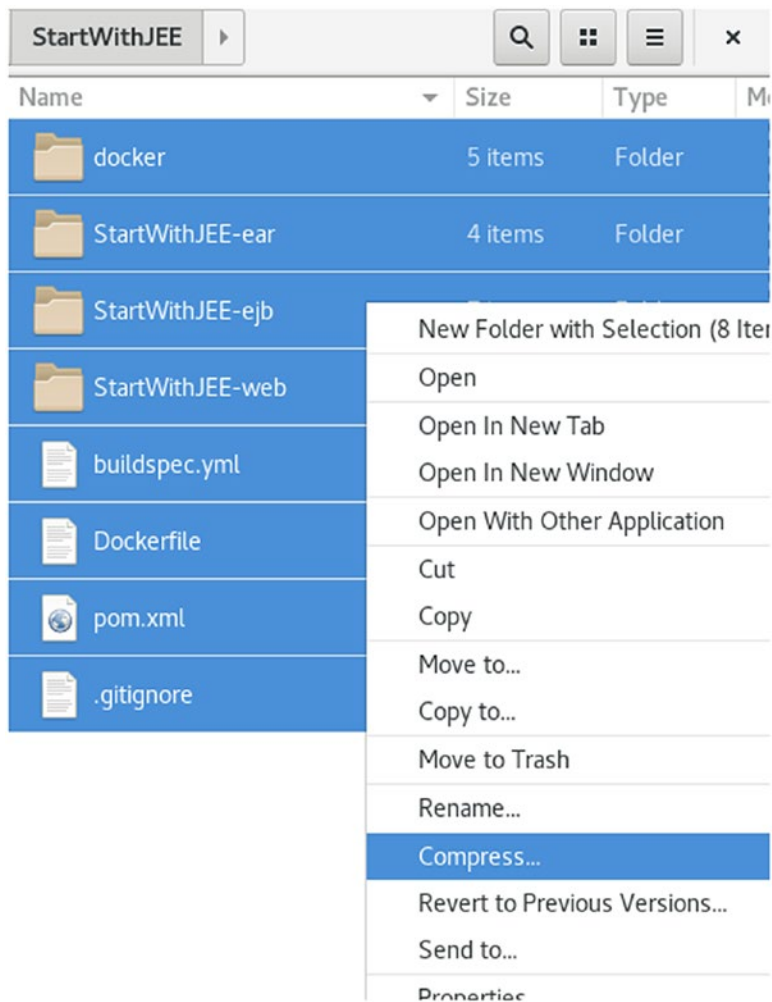 StartWithJEE
Name Size Type
docker 5 items Folder
StartWithJEE-ear 4 items Folder
StartWithJEE-ejb
New Folder with Selection (8
Open
StartWithJEE-web
Open In New Tab
buildspec.yml
Open In New Window
Open With Other Application
Dockerfile
Cut
pom.xml
Copy
Move to...
.gitignore
Copy to...
Move to Trash
Rename...
Compress...
Revert to Previous Versions...
Send to...
Properties